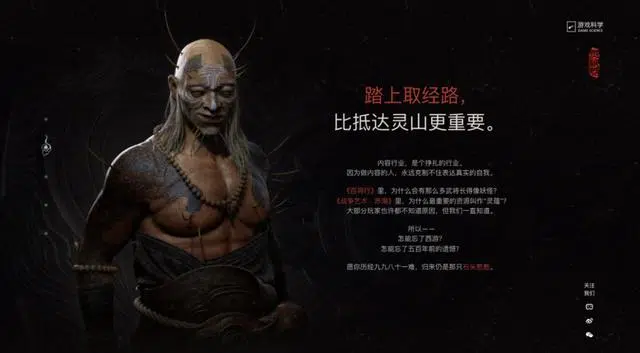 游戏科学
GAME SCIENCE
踏上取经路，
比抵达灵山更重要。
内容行业，是个挣扎的行业。
因为做内容的人，永远克制不住表达真实的自我。
《百将行》里，为什么会有那么多武将长得像妖怪？
《战争艺术：赤潮》里，为什么最重要的资源叫作“灵蕴”？
大部分玩家也许都不知道原因，但我们一直知道。
所以——
怎能忘了西游？
怎能忘了五百年前的遗憾？
愿你历经九九八十一难，归来仍是那只
关注
我们